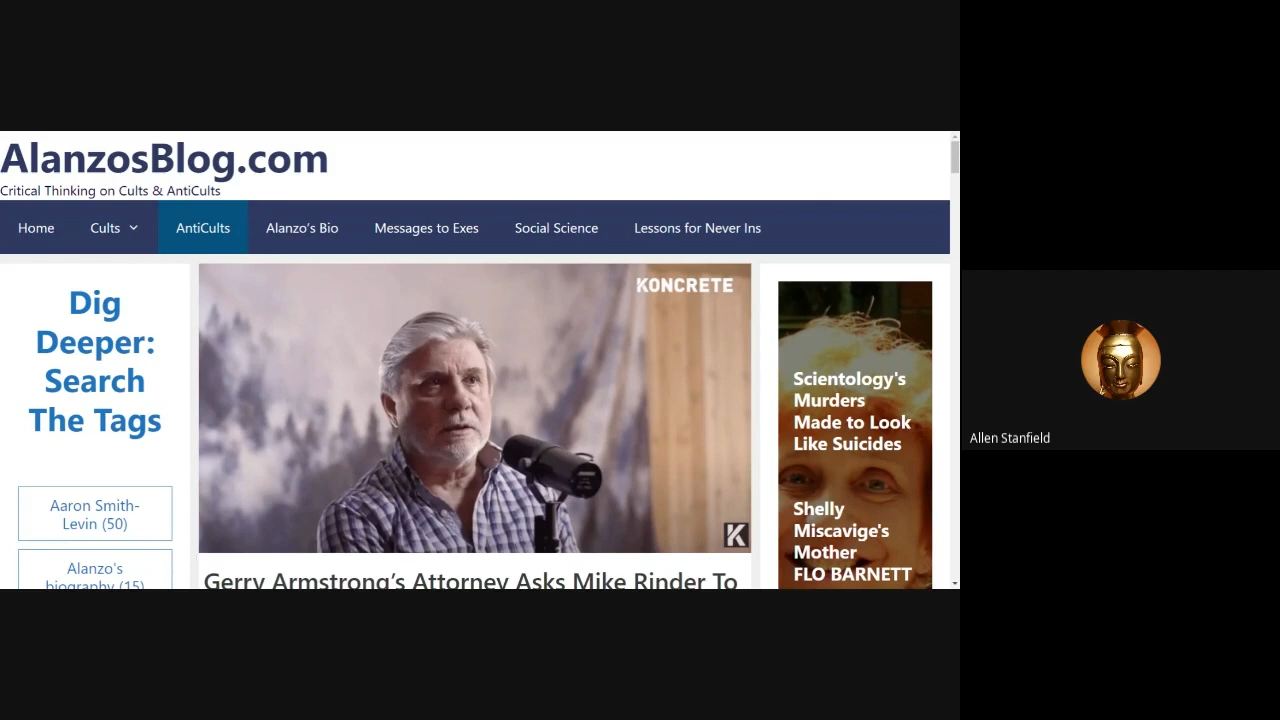 AlanzosBlog.com
Critical Thinking on Cults & AntiCults
Home
Cults
AntiCults
Alanzo's Bio
Messages to Exes
Social Science
Lessons for Never Ins
Dig
Deeper:
Search
The Tags
Aaron Smith-
Levin (50)
Alanzo's
biography (15)
KONCRETE
K
Gerry Armstrong's Attorney Asks Mike Rinder To
Scientology's
Murders
Made to Look
Like Suicides
Shelly
Miscavige's
Mother
FLO BARNETT
Allen Stanfield